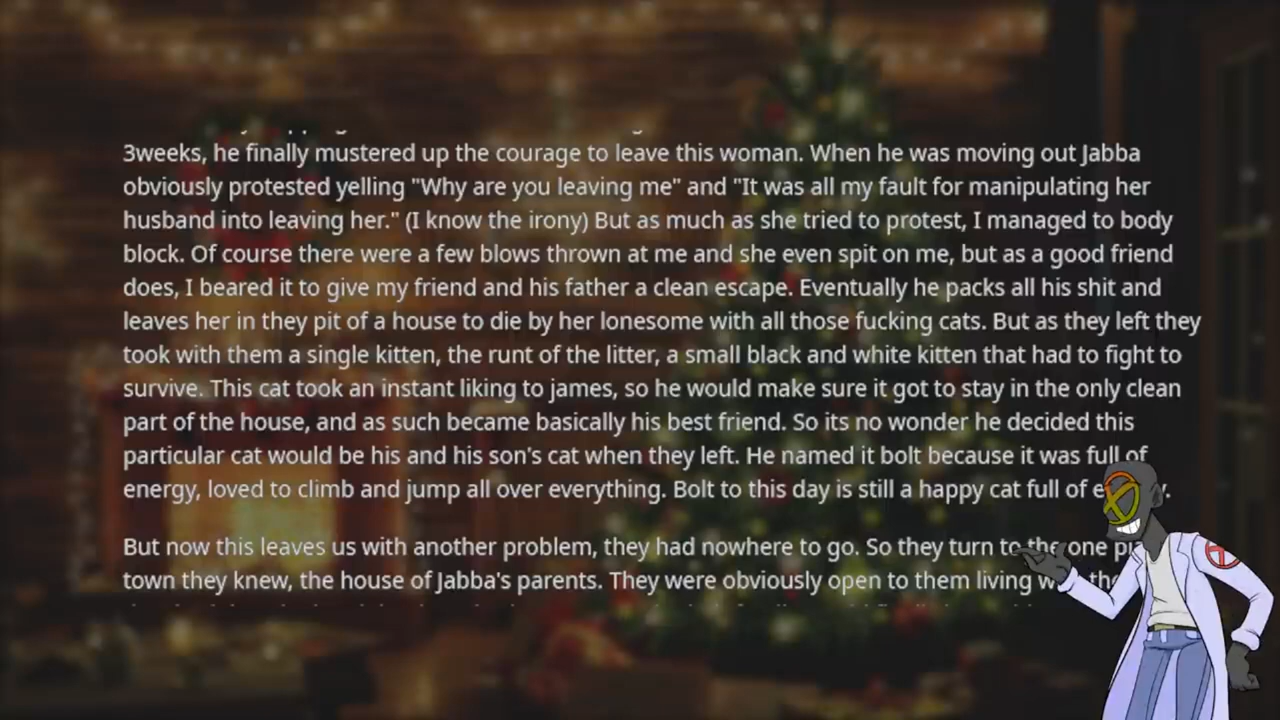 3weeks, he finally mustered up the courage to leave this woman. When he was moving out Jabba
obviously protested yelling "Why are you leaving me" and "It was all my fault for manipulating her
husband into leaving her." (I know the irony) But as much as she tried to protest, I managed to body
block. Of course there were a few blows thrown at me and she even spit on me, but as a good friend
does, I beared it to give my friend and his father a clean escape. Eventually he packs all his shit and
leaves her in they pit of a house to die by her lonesome with all those fucking cats. But as they left they
took with them a single kitten, the runt of the litter, a small black and white kitten that had to fight to
survive. This cat took an instant liking to james, so he would make sure it got to stay in the only clean
part of the house, and as such became basically his best friend. So its no wonder he decided this
particular cat would be his and his son's cat when they left. He named it bolt because it was full of
energy, loved to climb and jump all over everything. Bolt to this day is still a happy cat full of
But now this leaves us with another problem, they had nowhere to go. So they turn to the one
town they knew, the house of Jabba's parents. They were obviously open to them living